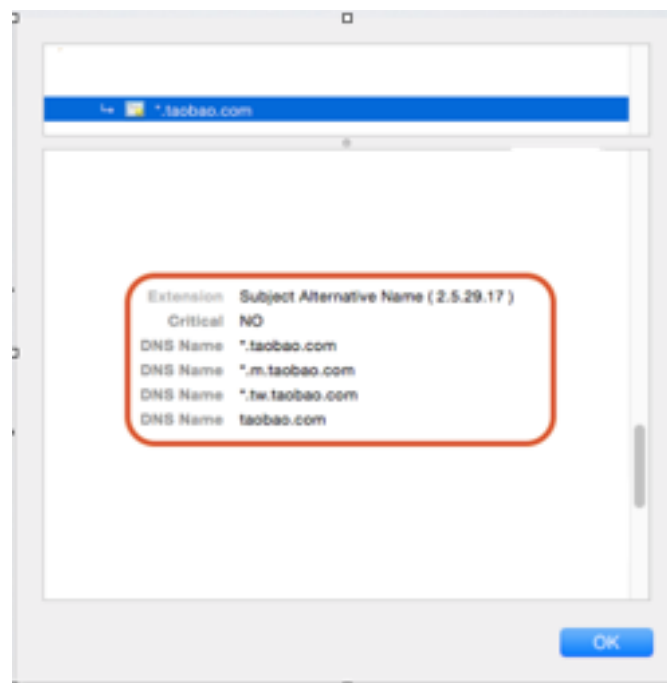 *.taobao.com
Extension Subject Alternative Name ( 2.5.29.17 )
Critical NO
DNS Name *.taobao.com
DNS Name *.m.taobao.com
DNS Name *.tw.taobao.com
DNS Name taobao.com
OK